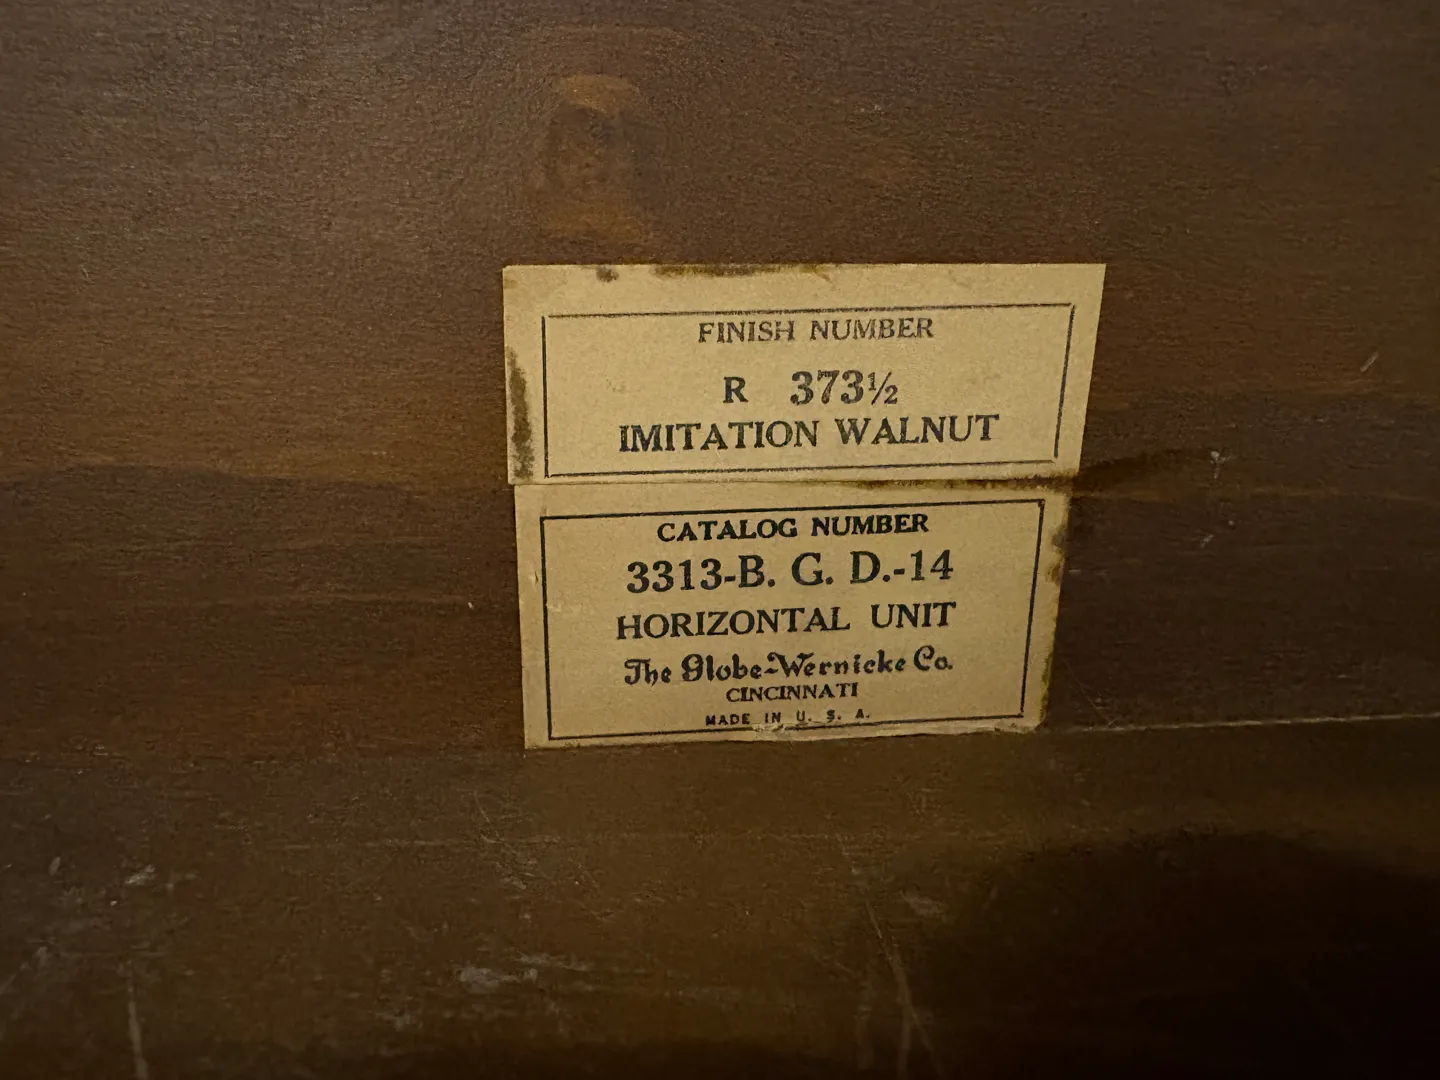 FINISH NUMBER
R 373½
IMITATION WALNUT
CATALOG NUMBER
3313-B. G. D.-14
HORIZONTAL UNIT
The Globe-Wernicke Co.
CINCINNATI
MADE IN U. S. A.